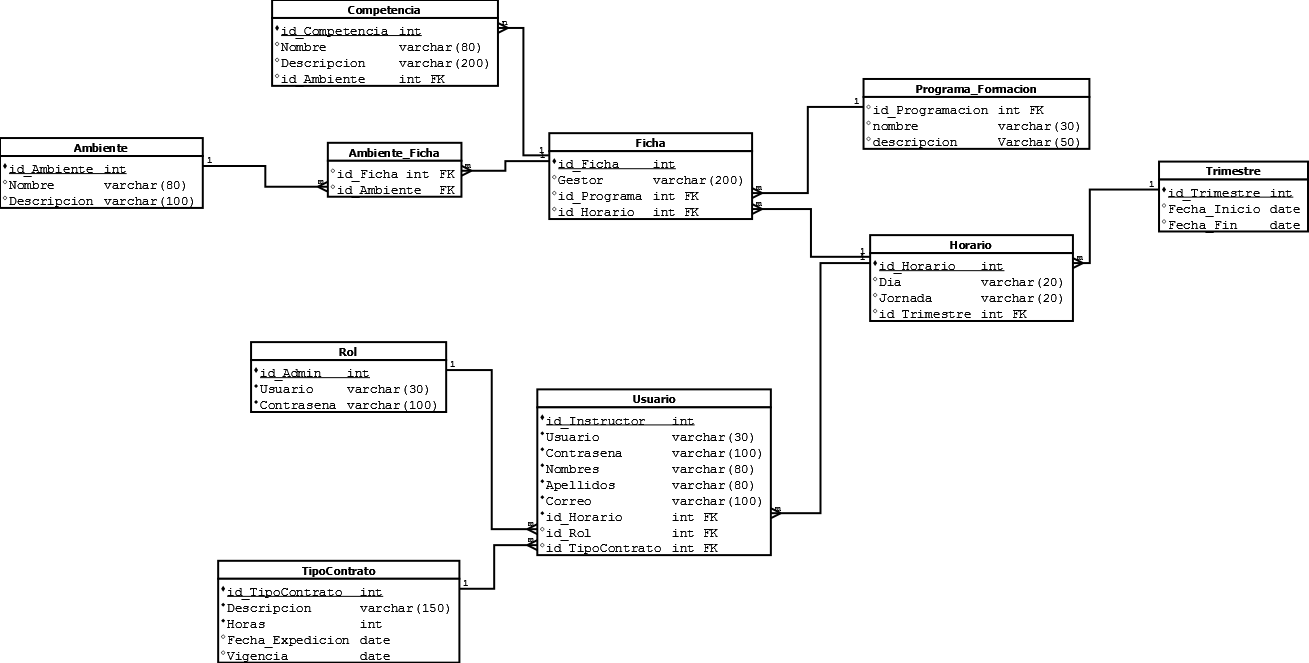 Competencia
id_Competencia int
Nombre varchar(80)
Descripcion varchar(200)
id_Ambiente int FK
Programa_Formacion
id_Programacion int FK
nombre varchar(30)
descripcion Varchar(50)
Ambiente
id_Ambiente int
Nombre varchar(80)
Descripcion varchar(100)
Ambiente_Ficha
id_Ficha int FK
id_Ambiente FK
Ficha
id_Ficha int
Gestor varchar(200)
id_Programa int FK
id_Horario int FK
Trimestre
id_Trimestre int
Fecha_Inicio date
Fecha_Fin date
Horario
id_Horario int
Dia varchar(20)
Jornada varchar(20)
id_Trimestre int FK
Rol
id_Admin int
Usuario varchar(30)
Contrasena varchar(100)
Usuario
id_Instructor int
Usuario varchar(30)
Contrasena varchar(100)
Nombres varchar(80)
Apellidos varchar(80)
Correo varchar(100)
id_Horario int FK
id_Rol int FK
id_TipoContrato int FK
TipoContrato
id_TipoContrato int
Descripcion varchar(150)
Horas int
Fecha_Expedicion date
Vigencia date
1
1
1
1
1
1
1
1